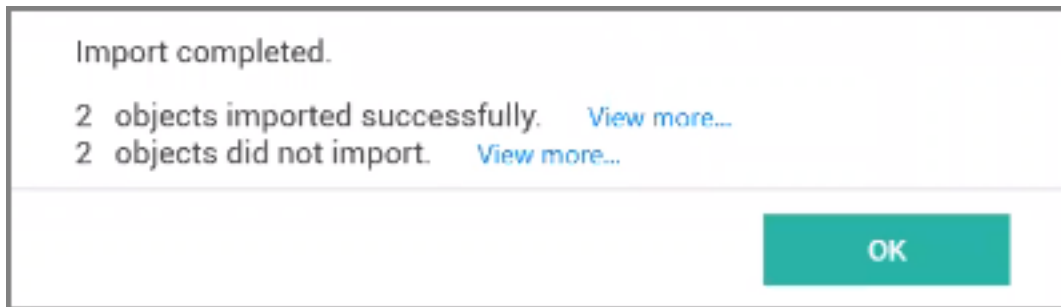 Import completed.
2 objects imported successfully. View more...
2 objects did not import. View more...
OK